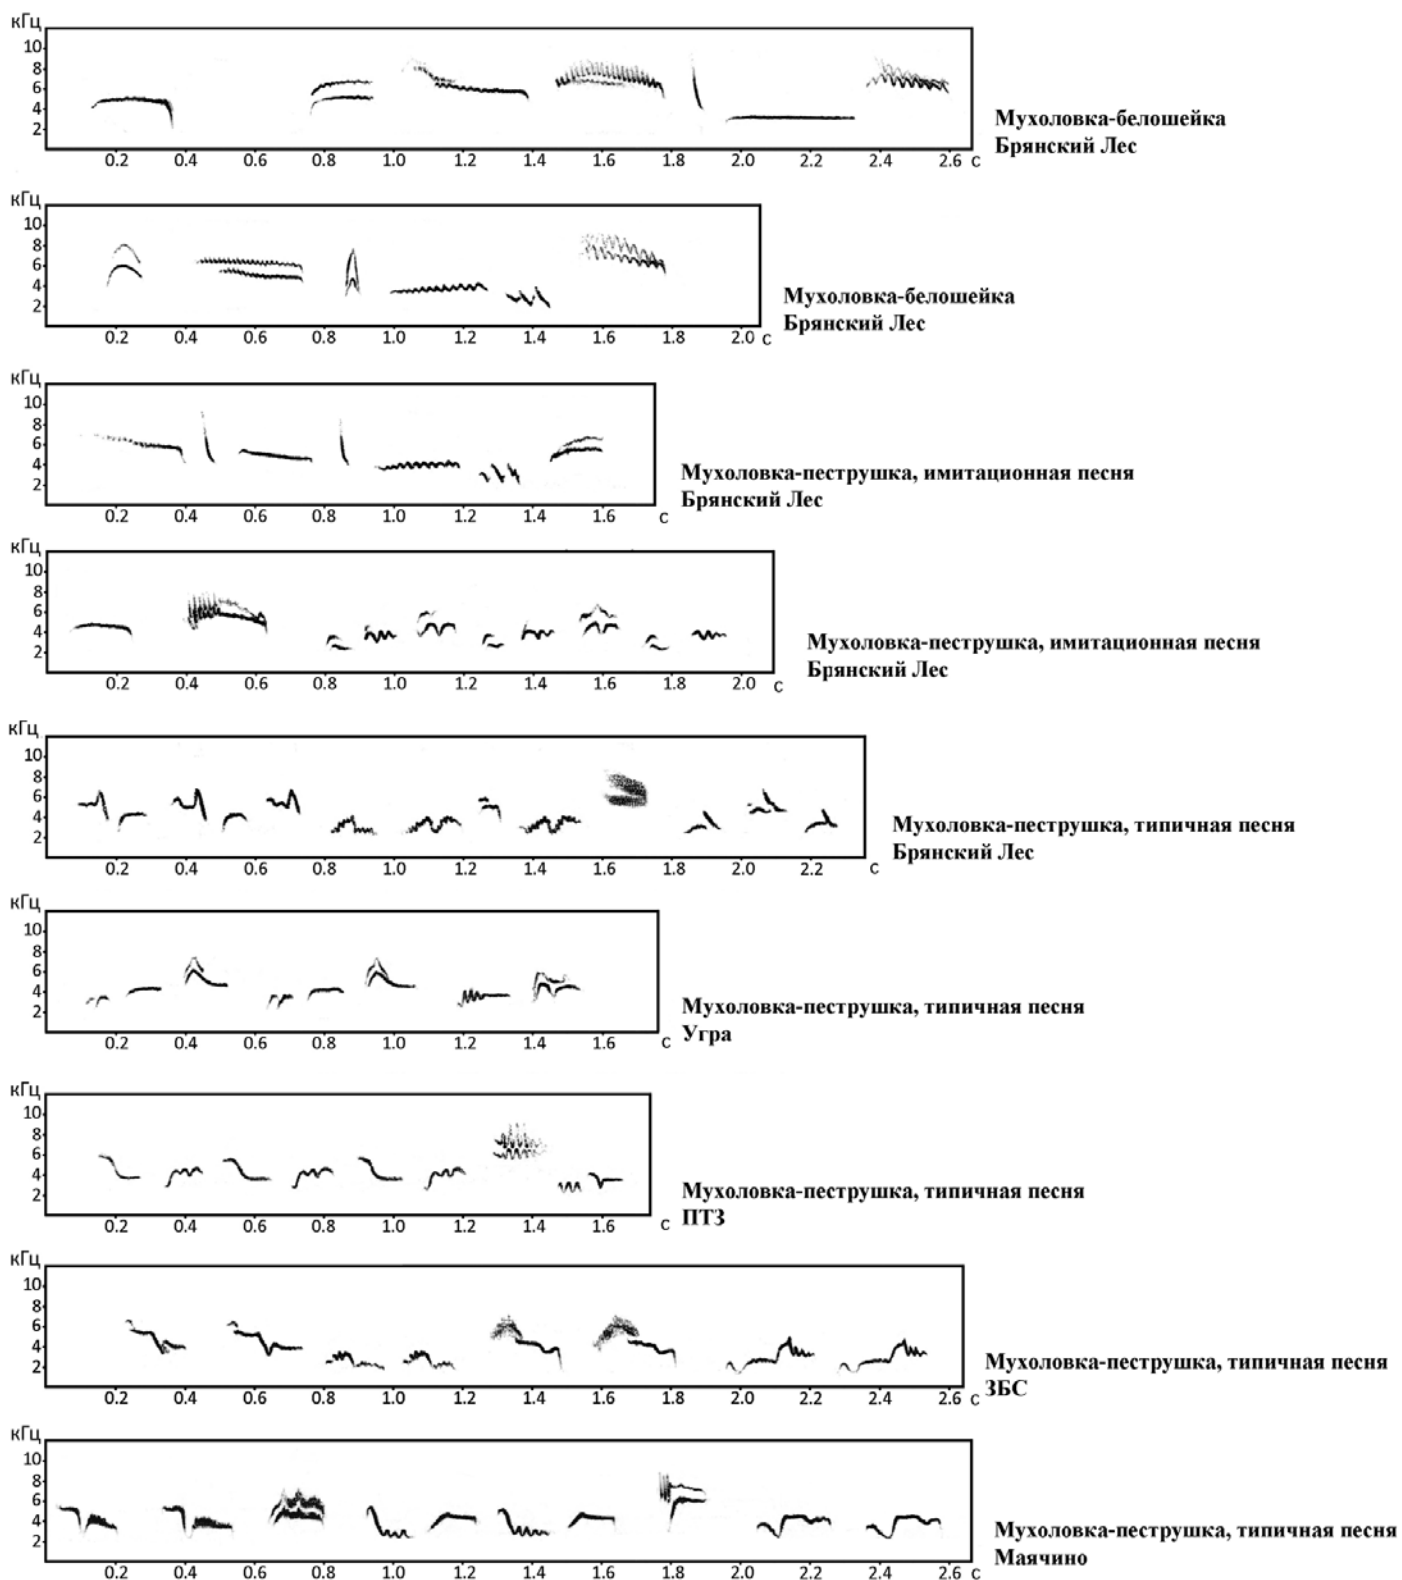 кГц
10
8
6
4
2
0.2 0.4 0.6 0.8 1.0 1.2 1.4 1.6 1.8 2.0 2.2 2.4 2.6 с
Мухоловка-белошейка
Брянский Лес
кГц
10
8
6
4
2
0.2 0.4 0.6 0.8 1.0 1.2 1.4 1.6 1.8 2.0 с
Мухоловка-белошейка
Брянский Лес
кГц
10
8
6
4
2
0.2 0.4 0.6 0.8 1.0 1.2 1.4 1.6 с
Мухоловка-пеструшка, имитационная песня
Брянский Лес
кГц
10
8
6
4
2
0.2 0.4 0.6 0.8 1.0 1.2 1.4 1.6 1.8 2.0 с
Мухоловка-пеструшка, имитационная песня
Брянский Лес
кГц
10
8
6
4
2
0.2 0.4 0.6 0.8 1.0 1.2 1.4 1.6 1.8 2.0 2.2 с
Мухоловка-пеструшка, типичная песня
Брянский Лес
кГц
10
8
6
4
2
0.2 0.4 0.6 0.8 1.0 1.2 1.4 1.6 с
Мухоловка-пеструшка, типичная песня
Угра
кГц
10
8
6
4
2
0.2 0.4 0.6 0.8 1.0 1.2 1.4 1.6 с
Мухоловка-пеструшка, типичная песня
ПТЗ
кГц
10
8
6
4
2
0.2 0.4 0.6 0.8 1.0 1.2 1.4 1.6 1.8 2.0 2.2 2.4 2.6 с
Мухоловка-пеструшка, типичная песня
ЗБС
кГц
10
8
6
4
2
0.2 0.4 0.6 0.8 1.0 1.2 1.4 1.6 1.8 2.0 2.2 2.4 2.6 с
Мухоловка-пеструшка, типичная песня
Маячино